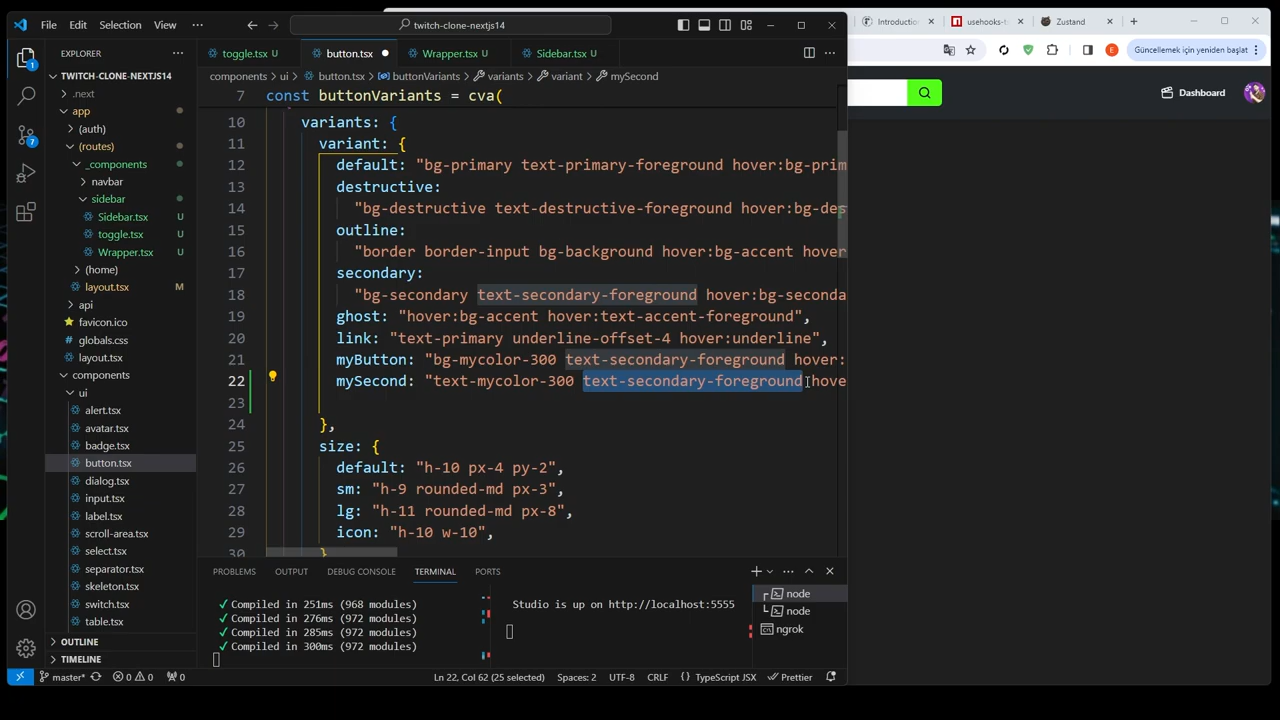 File Edit Selection View ··· twitch-clone-nextjs14
Introduction usehooks-ts Zustand
EXPLORER ···
toggle.tsx U button.tsx Wrapper.tsx U Sidebar.tsx U
Güncellemek için yeniden başlat
E
TWITCH-CLONE-NEXTJS14
.next
app
(auth)
(routes)
_components
navbar
sidebar
Sidebar.tsx U
toggle.tsx U
Wrapper.tsx U
(home)
layout.tsx M
api
favicon.ico
globals.css
layout.tsx
components
ui
alert.tsx
avatar.tsx
badge.tsx
button.tsx
dialog.tsx
input.tsx
label.tsx
scroll-area.tsx
select.tsx
separator.tsx
skeleton.tsx
switch.tsx
table.tsx
OUTLINE
TIMELINE
1
7
components > ui > button.tsx > buttonVariants > variants > variant > mySecond
7 const buttonVariants = cva(
10 variants: {
11 variant: {
12 default: "bg-primary text-primary-foreground hover:bg-prim
13 destructive:
14 "bg-destructive text-destructive-foreground hover:bg-des
15 outline:
16 "border border-input bg-background hover:bg-accent hover
17 secondary:
18 "bg-secondary text-secondary-foreground hover:bg-seconda
19 ghost: "hover:bg-accent hover:text-accent-foreground",
20 link: "text-primary underline-offset-4 hover:underline",
21 myButton: "bg-mycolor-300 text-secondary-foreground hover:
22 mySecond: "text-mycolor-300 text-secondary-foreground hove
23
24 },
25 size: {
26 default: "h-10 px-4 py-2",
27 sm: "h-9 rounded-md px-3",
28 lg: "h-11 rounded-md px-8",
29 icon: "h-10 w-10",
30 }
Dashboard
PROBLEMS OUTPUT DEBUG CONSOLE TERMINAL PORTS
✓ Compiled in 251ms (968 modules)
✓ Compiled in 276ms (972 modules)
✓ Compiled in 285ms (972 modules)
✓ Compiled in 300ms (972 modules)
Studio is up on http://localhost:5555
node
node
ngrok
master* 0 0 0 Ln 22, Col 62 (25 selected) Spaces: 2 UTF-8 CRLF {} TypeScript JSX Prettier